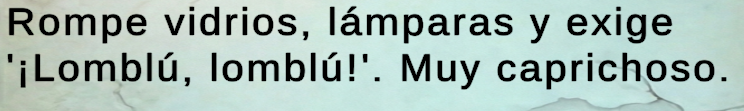 Rompe vidrios, lámparas y exige
'¡Lomblú, lomblú!'. Muy caprichoso.